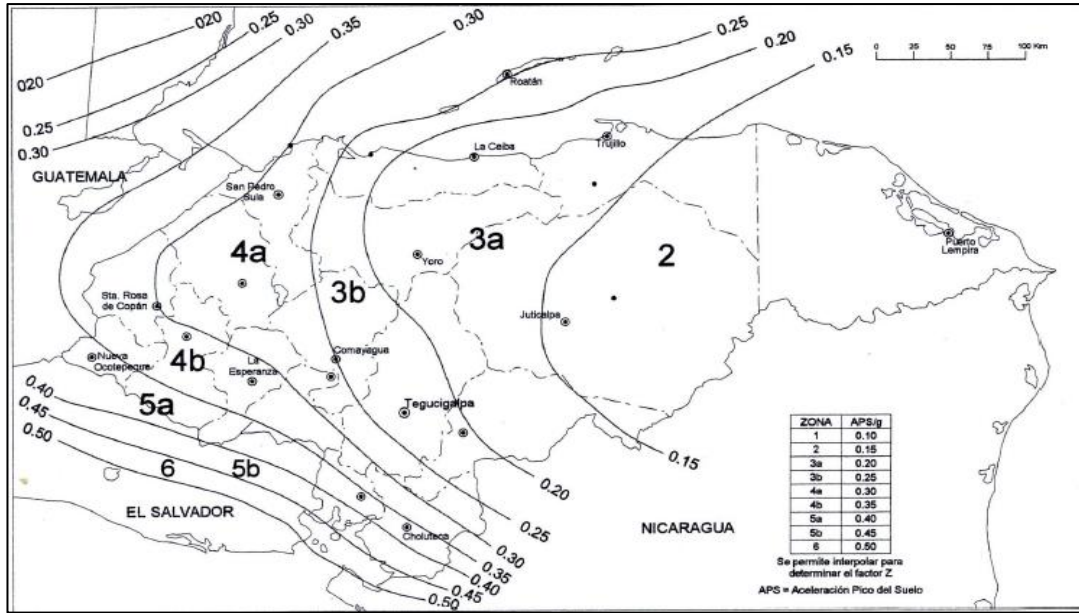 020
0.25
0.30
0.35
0.30
0.25
0.20
0.15
0 50 100 Km
020
0.25
0.30
Roatán
La Ceiba
Trujillo
GUATEMALA
San Pedro
Sula
Puerto
Lempira
4a
3a
2
Yoro
3b
Sta. Rosa
de Copán
Juticalpa
Nueva
Ocotepeque
4b
La
Esperanza
Comayagua
5a
Tegucigalpa
0.40
0.45
0.50
6
5b
0.15
0.20
EL SALVADOR
Choluteca
NICARAGUA
0.25
0.30
0.35
0.40
0.45
0.50
ZONA APS/g
1 0.10
2 0.15
3a 0.20
3b 0.25
4a 0.30
4b 0.35
5a 0.40
5b 0.45
6 0.50
Se permite interpolar para
determinar el factor Z
APS = Aceleración Pico del Suelo